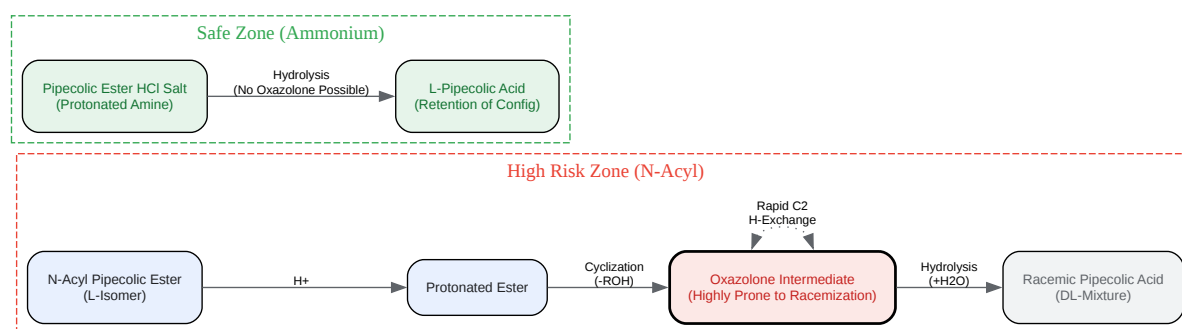 Safe Zone (Ammonium)
Pipecolic Ester HCl Salt
(Protonated Amine)
Hydrolysis
(No Oxazolone Possible)
L-Pipecolic Acid
(Retention of Config)
High Risk Zone (N-Acyl)
N-Acyl Pipecolic Ester
(L-Isomer)
H+
Protonated Ester
Cyclization
(-ROH)
Rapid C2
H-Exchange
Oxazolone Intermediate
(Highly Prone to Racemization)
Hydrolysis
(+H2O)
Racemic Pipecolic Acid
(DL-Mixture)